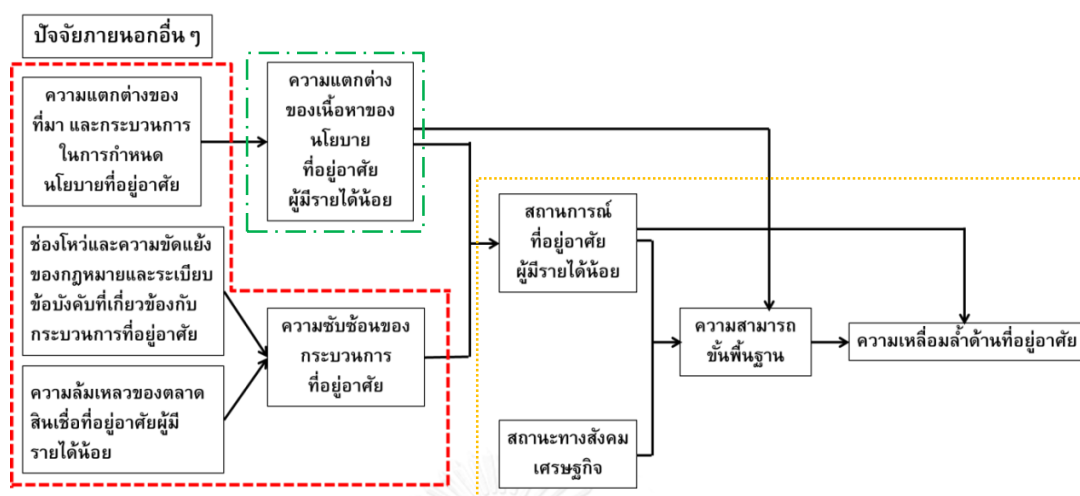 ปัจจัยภายนอกอื่น ๆ
ความแตกต่างของ
ที่มา และกระบวนการ
ในการกำหนด
นโยบายที่อยู่อาศัย
ความแตกต่าง
ของเนื้อหาของ
นโยบาย
ที่อยู่อาศัย
ผู้มีรายได้น้อย
ช่องโหว่และความขัดแย้ง
ของกฎหมายและระเบียบ
ข้อบังคับที่เกี่ยวข้องกับ
กระบวนการที่อยู่อาศัย
ความล้มเหลวของตลาด
สินเชื่อที่อยู่อาศัยผู้มี
รายได้น้อย
ความซับซ้อนของ
กระบวนการ
ที่อยู่อาศัย
สถานการณ์
ที่อยู่อาศัย
ผู้มีรายได้น้อย
สถานะทางสังคม
เศรษฐกิจ
ความสามารถ
ขั้นพื้นฐาน
ความเหลื่อมล้ำด้านที่อยู่อาศัย